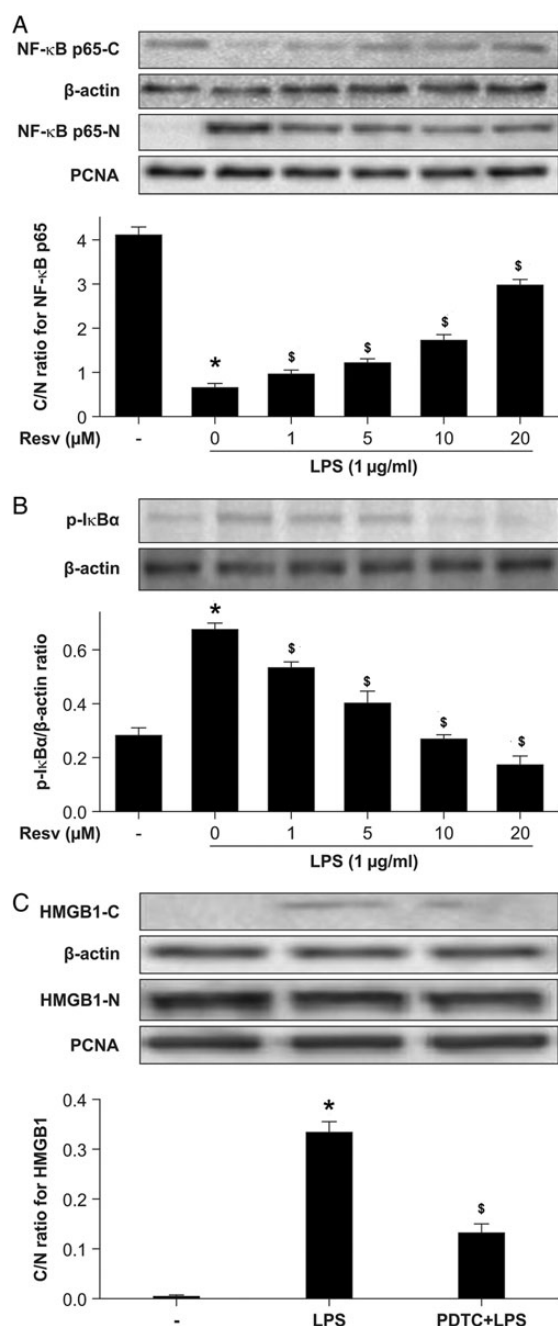 A
NF-κB p65-C
β-actin
NF-κB p65-N
PCNA
C/N ratio for NF-κB p65
4
3
2
1
0
*
$
$
$
$
Resv (µM) - 0 1 5 10 20
LPS (1 µg/ml)
B
p-IκBα
β-actin
p-IκBα/β-actin ratio
0.6
0.4
0.2
0.0
*
$
$
$
$
Resv (µM) - 0 1 5 10 20
LPS (1 µg/ml)
C
HMGB1-C
β-actin
HMGB1-N
PCNA
C/N ratio for HMGB1
0.4
0.3
0.2
0.1
0.0
*
$
- LPS PDTC+LPS